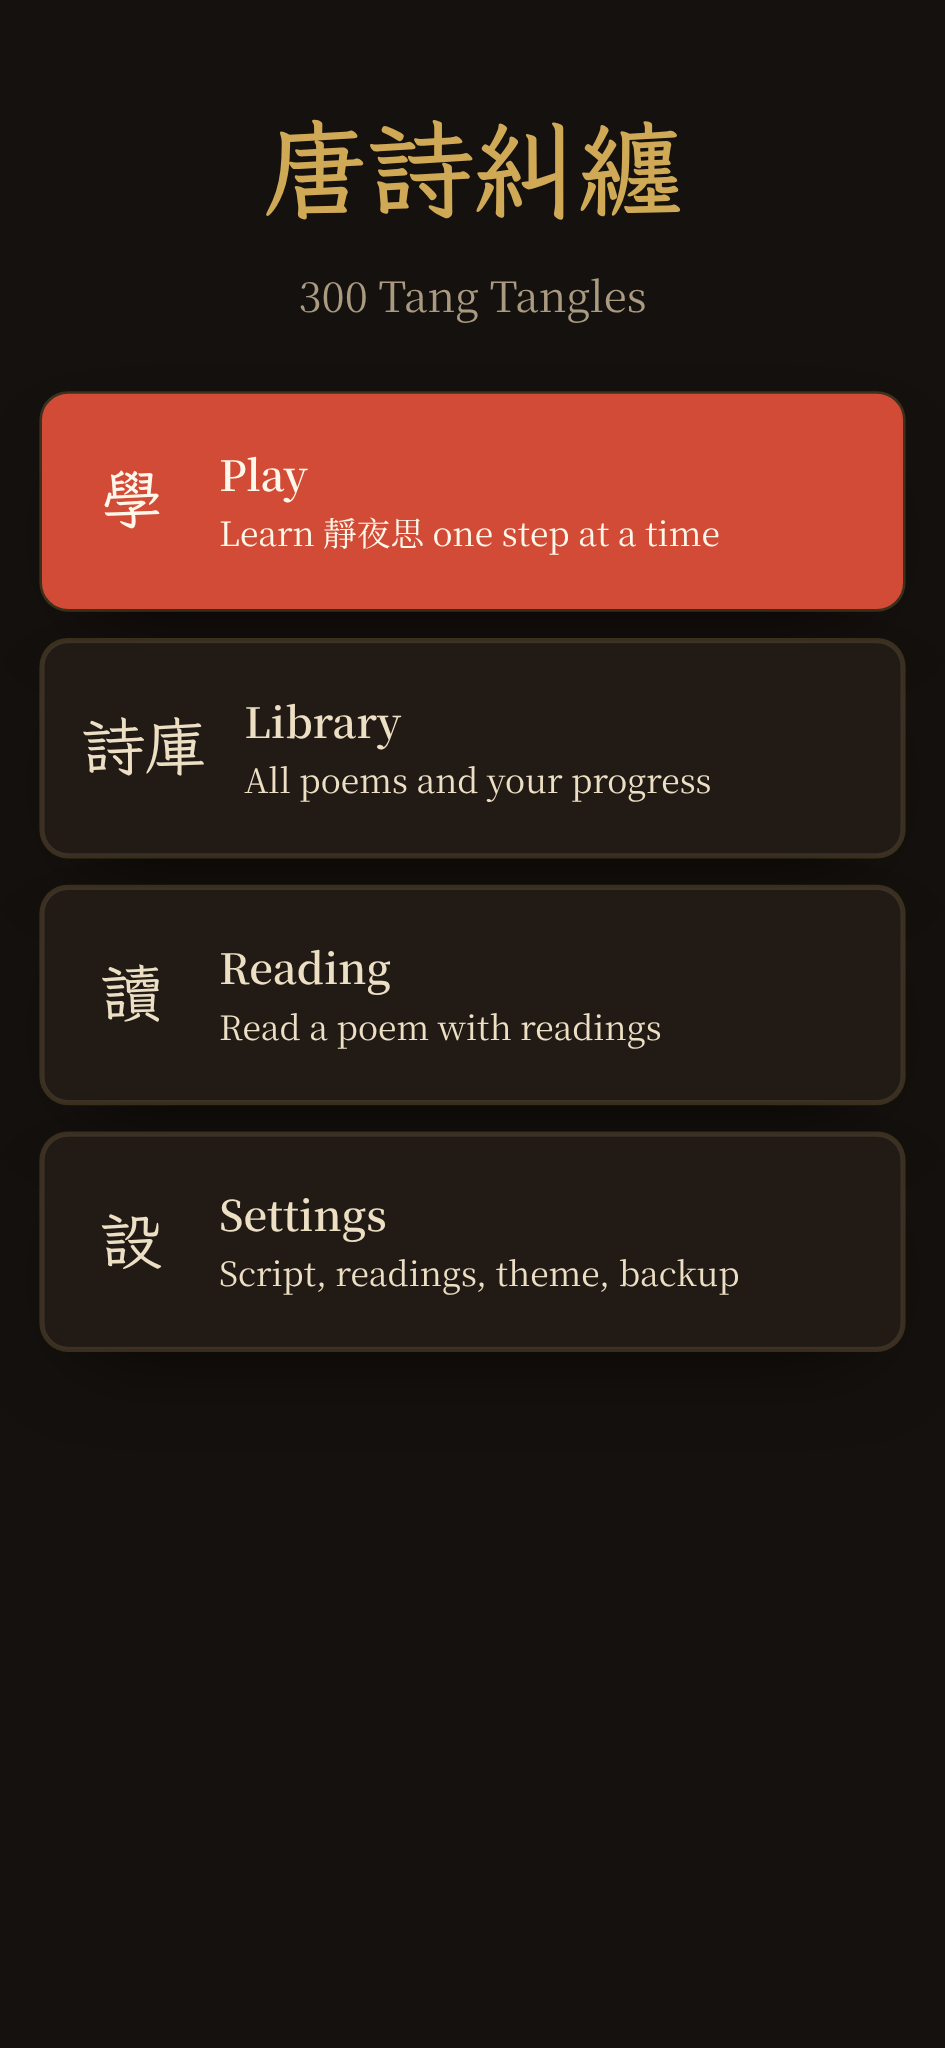 唐詩糾纏
300 Tang Tangles
學
Play
Learn 靜夜思 one step at a time
詩庫
Library
All poems and your progress
讀
Reading
Read a poem with readings
設
Settings
Script, readings, theme, backup